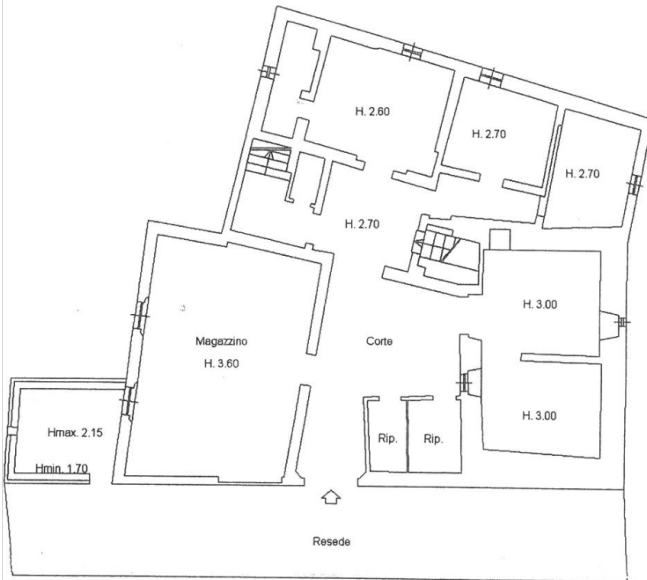 H. 2.60
H. 2.70
H. 2.70
H. 2.70
H. 3.00
Magazzino
H. 3.60
Corte
H. 3.00
Hmax. 2.15
Rip.
Rip.
Hmin. 1.70
Resede